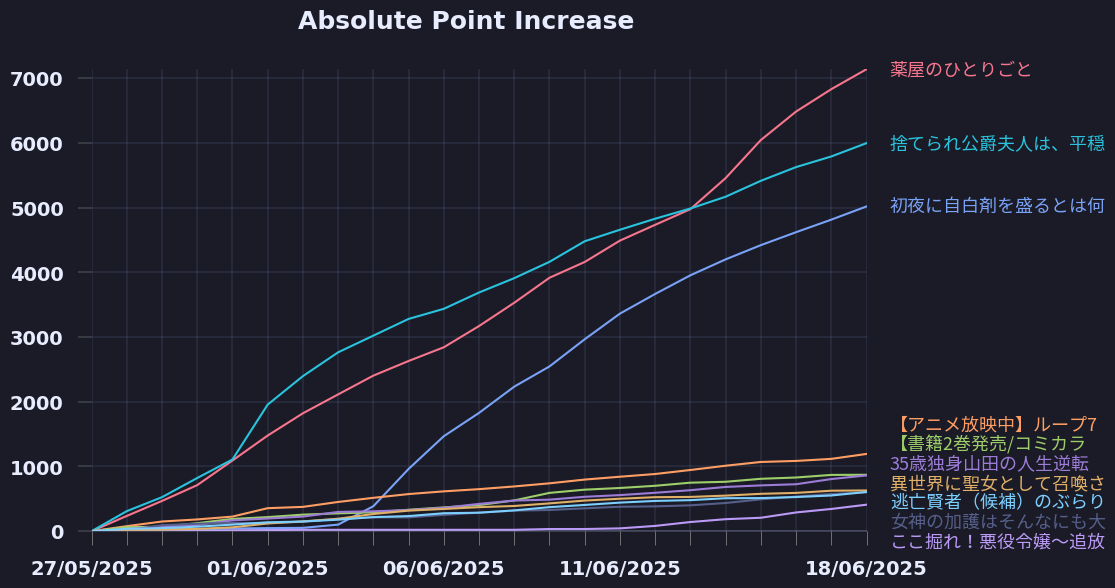 Absolute Point Increase
7000
6000
5000
4000
3000
2000
1000
0
27/05/2025
01/06/2025
06/06/2025
11/06/2025
18/06/2025
薬屋のひとりごと
捨てられ公爵夫人は、平穏
初夜に自白剤を盛るとは何
【アニメ放映中】ループ7
【書籍2巻発売/コミカラ
35歳独身山田の人生逆転
異世界に聖女として召喚さ
逃亡賢者（候補）のぶらり
女神の加護はそんなにも大
ここ掘れ！悪役令嬢〜追放